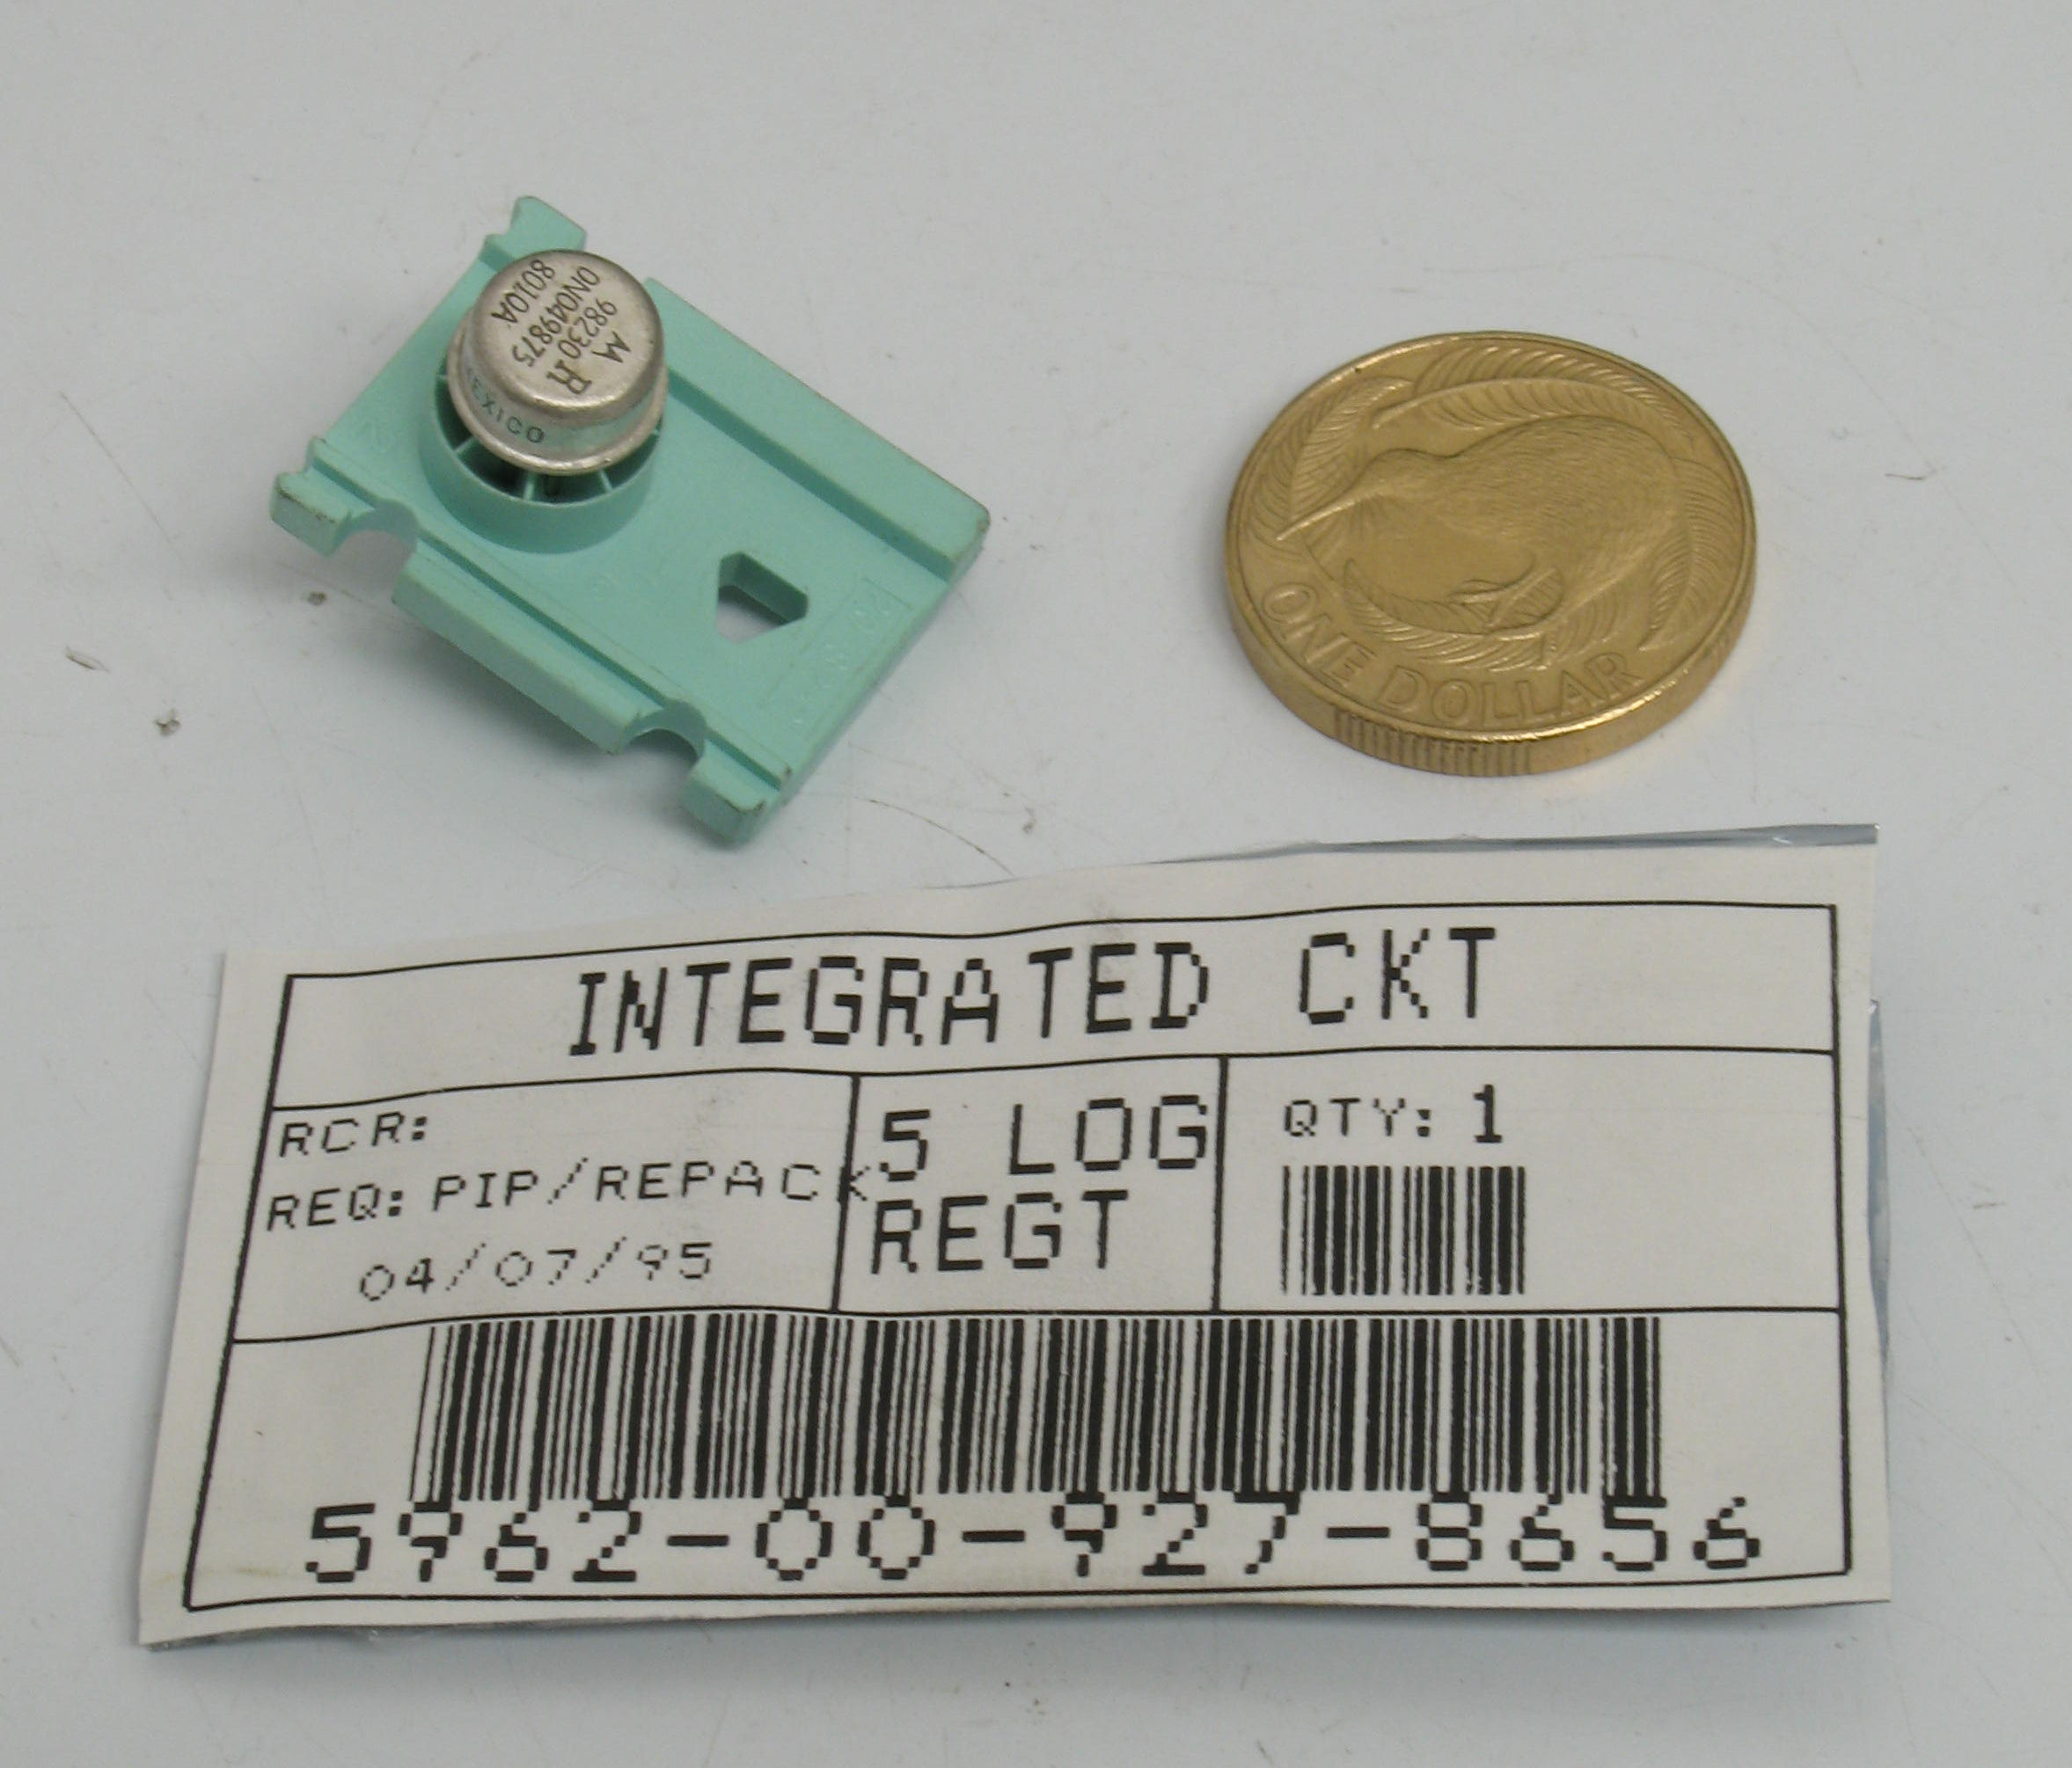 98230
ON049875
8010A
MEXICO
ONE DOLLAR
INTEGRATED CKT
RCR:
REQ: PIP/REPACK
04/07/95
5 LOG
REGT
QTY: 1
5962-00-927-8656